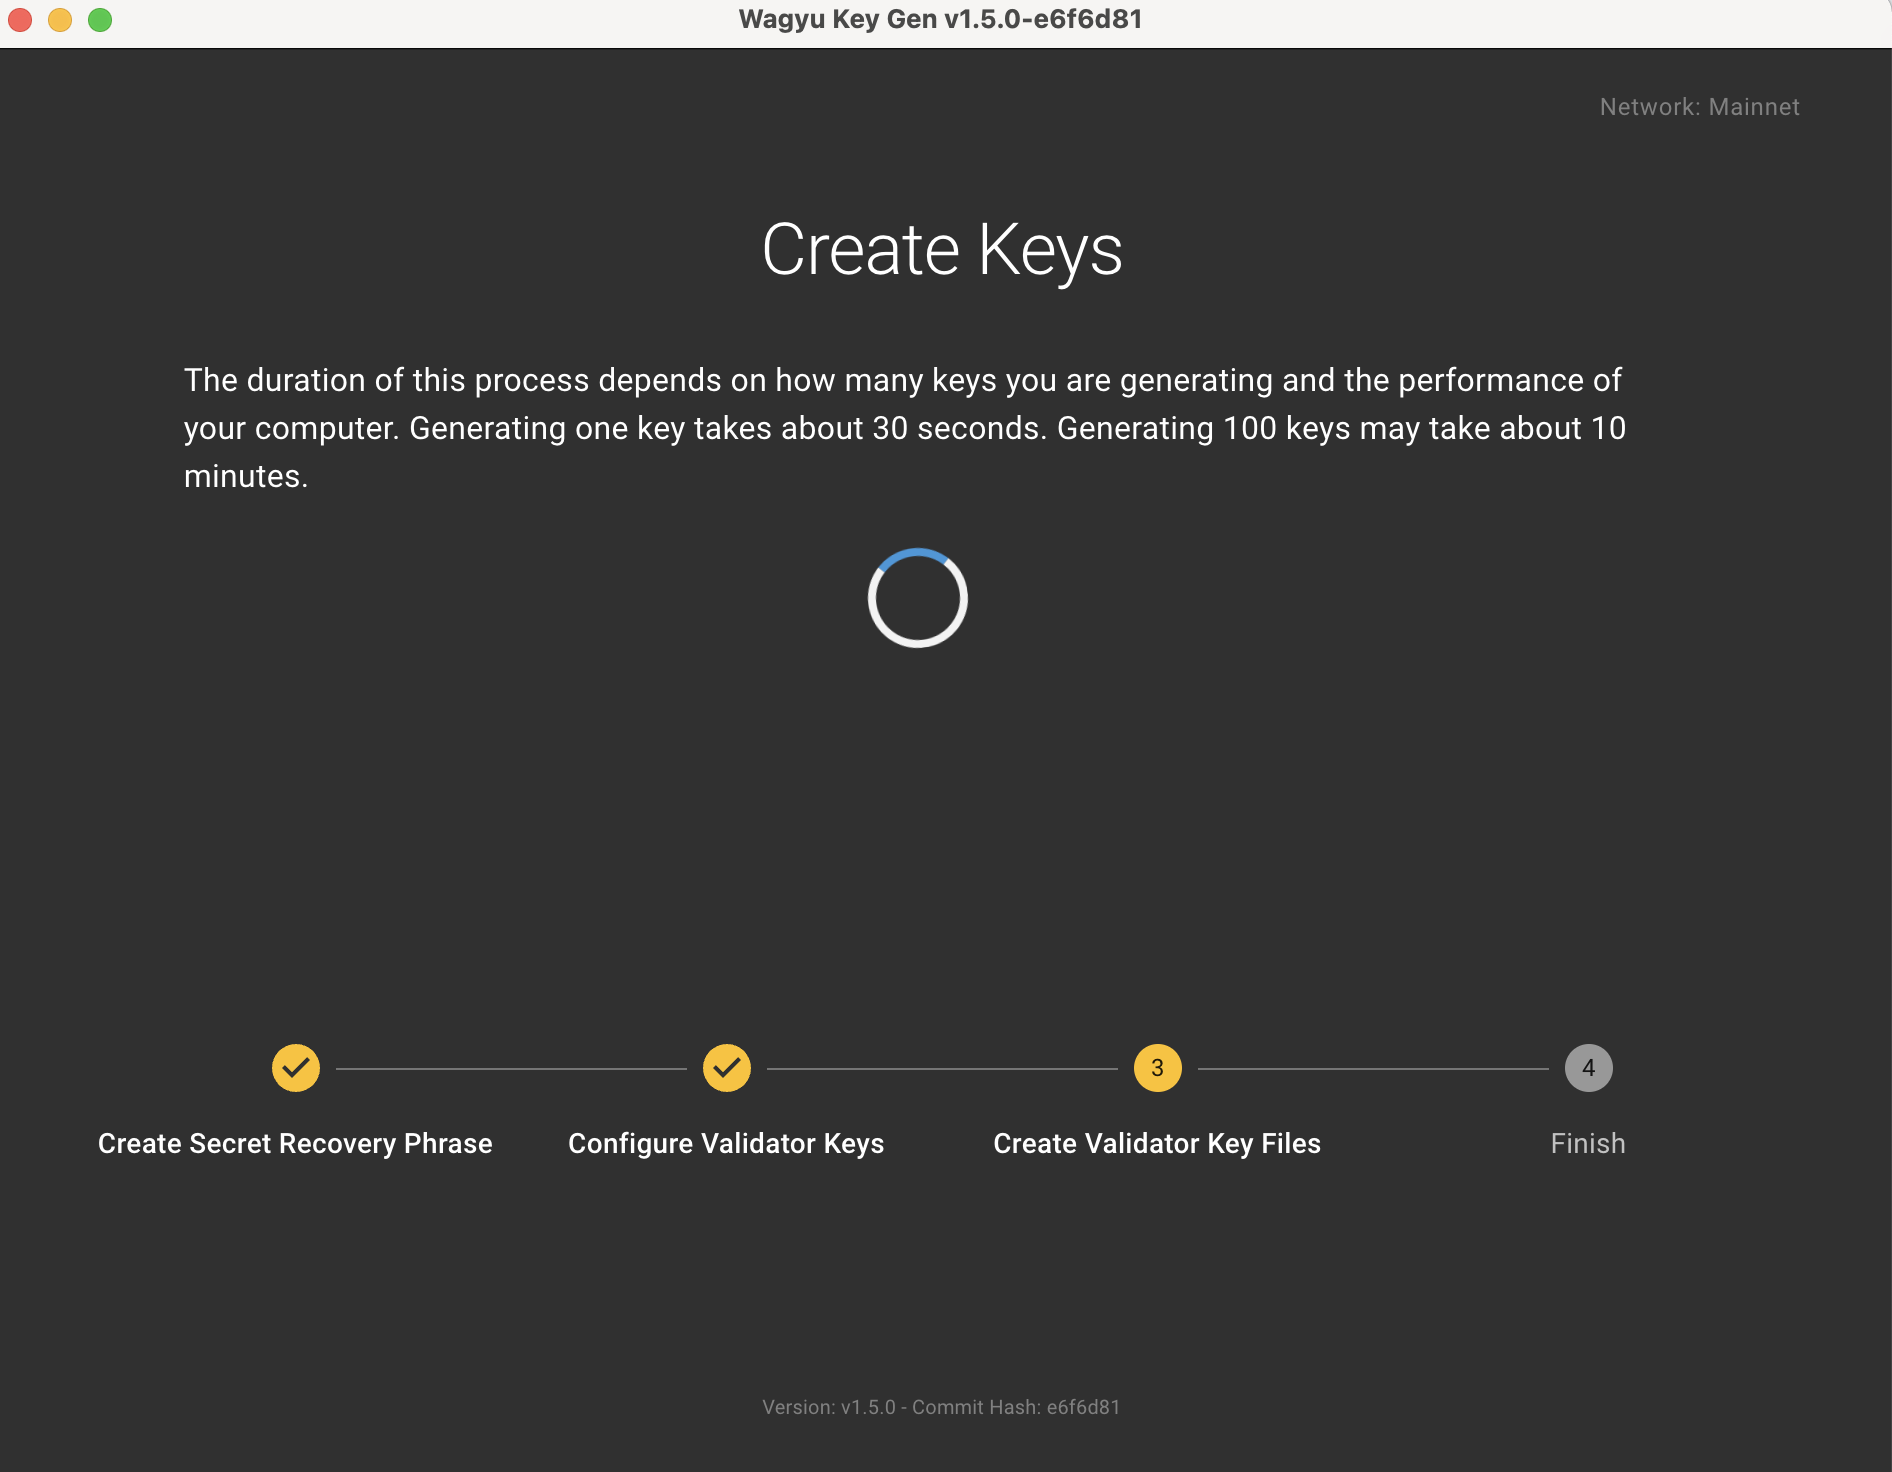 Wagyu Key Gen v1.5.0-e6f6d81
Network: Mainnet
Create Keys
The duration of this process depends on how many keys you are generating and the performance of
your computer. Generating one key takes about 30 seconds. Generating 100 keys may take about 10
minutes.
3
4
Create Secret Recovery Phrase
Configure Validator Keys
Create Validator Key Files
Finish
Version: v1.5.0 - Commit Hash: e6f6d81